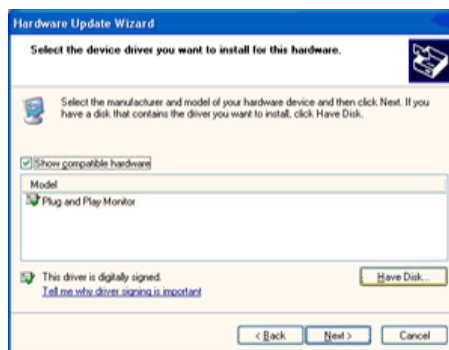 Hardware Update Wizard
Select the device driver you want to install for this hardware.
Select the manufacturer and model of your hardware device and then click Next. If you
have a disk that contains the driver you want to install, click Have Disk.
Show compatible hardware
Model
Plug and Play Monitor
This driver is digitally signed.
Have Disk...
Tell me why driver signing is important
< Back
Next >
Cancel